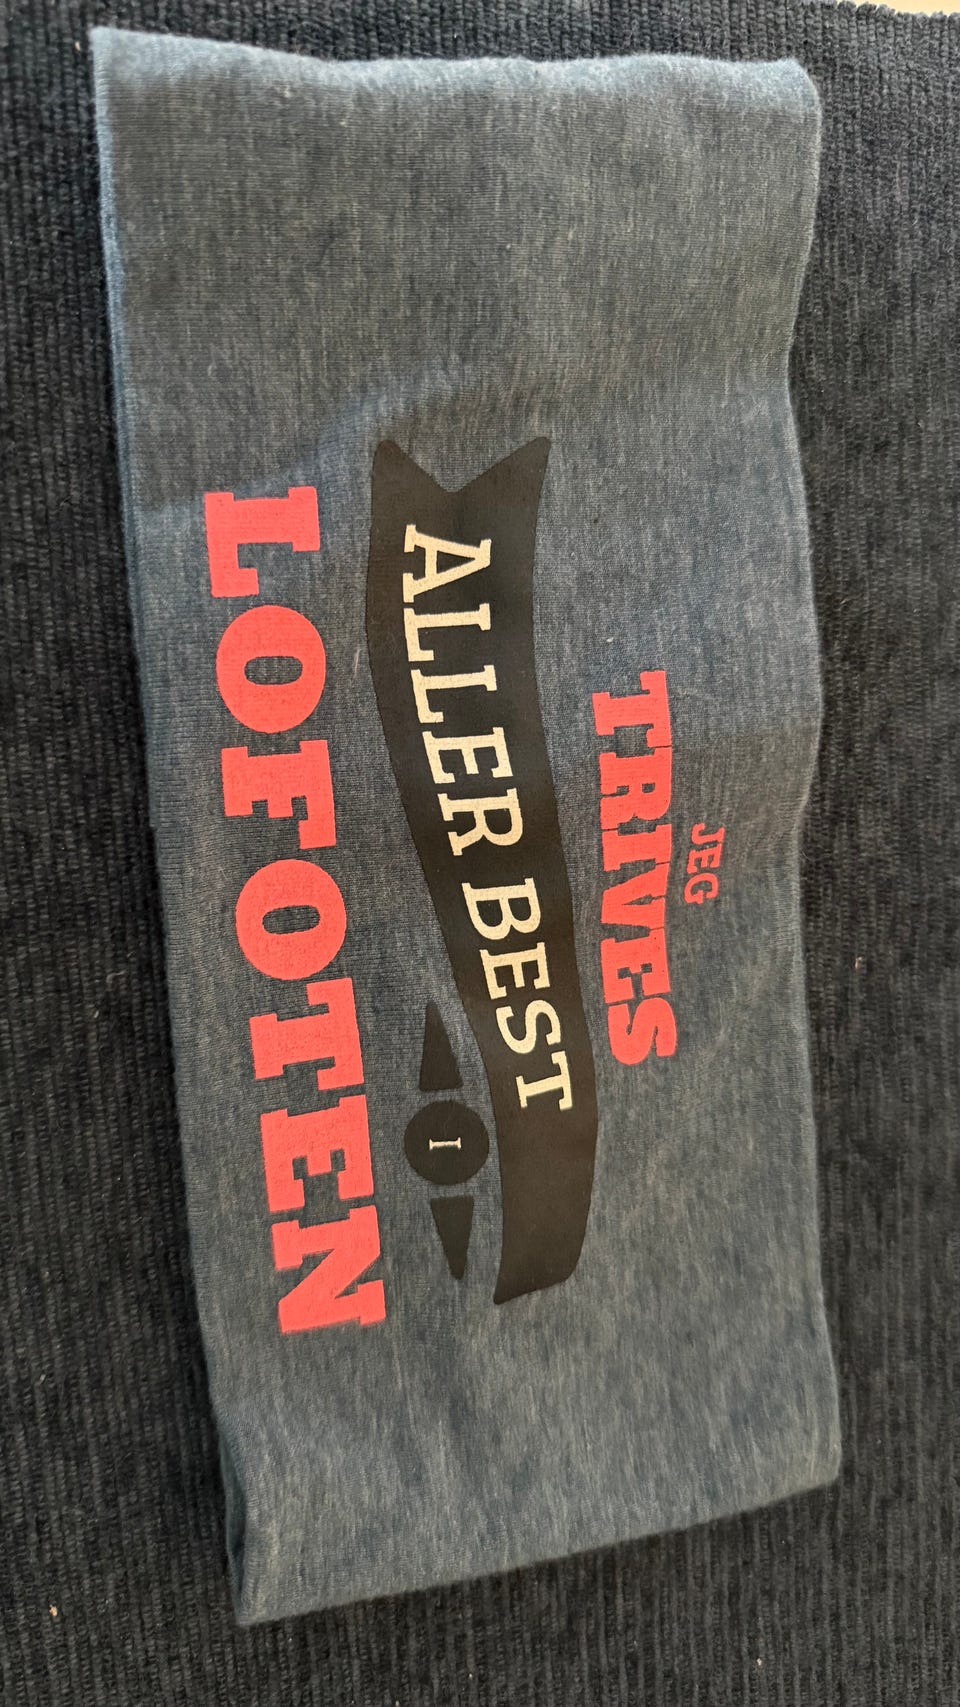 JEG
TRIVES
ALLER BEST
I
LOFOTEN